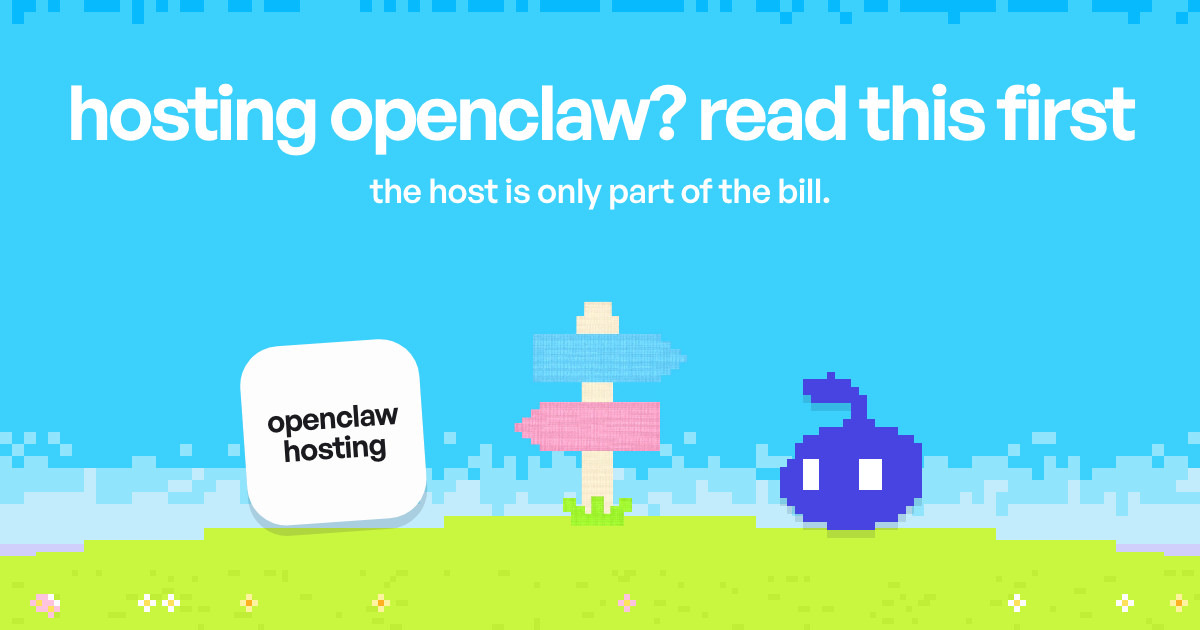 hosting openclaw? read this first
the host is only part of the bill.
openclaw
hosting